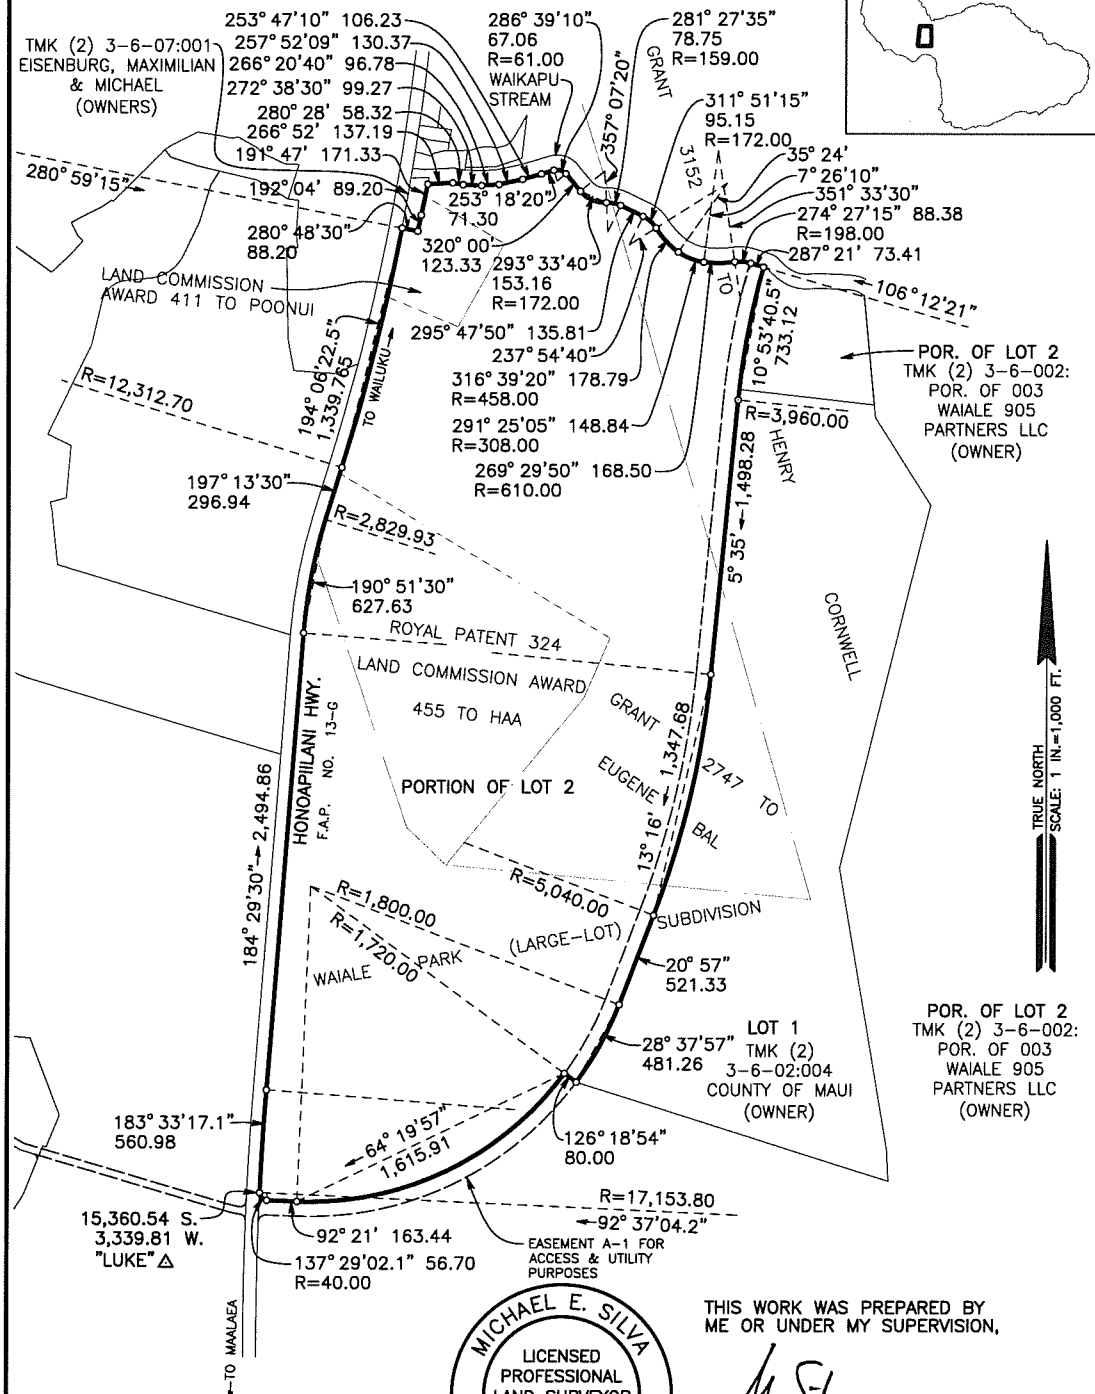 253° 47'10" 106.23
257° 52'09" 130.37
266° 20'40" 96.78
272° 38'30" 99.27
280° 28' 58.32
266° 52' 137.19
191° 47' 171.33
192° 04' 89.20
280° 48'30"
88.20
TMK (2) 3-6-07:001
EISENBURG, MAXIMILIAN
& MICHAEL
(OWNERS)
286° 39'10"
67.06
R=61.00
WAIKAPU
STREAM
357° 07'20"
GRANT
3152
TO
HENRY
CORNWELL
281° 27'35"
78.75
R=159.00
311° 51'15"
95.15
R=172.00
35° 24'
7° 26'10"
351° 33'30"
274° 27'15" 88.38
R=198.00
287° 21' 73.41
106°12'21"
280° 59'15"
253° 18'20"
71.30
320° 00'
123.33
293° 33'40"
153.16
R=172.00
295° 47'50" 135.81
237° 54'40"
316° 39'20" 178.79
R=458.00
291° 25'05" 148.84
R=308.00
269° 29'50" 168.50
R=610.00
LAND COMMISSION
AWARD 411 TO POONUI
194° 06'22.5"
1,339.765
TO WAILUKU
R=12,312.70
10° 53'40.5"
733.12
POR. OF LOT 2
TMK (2) 3-6-002:
POR. OF 003
WAIALE 905
PARTNERS LLC
(OWNER)
R=3,960.00
5° 35' 1,498.28
197° 13'30"
296.94
R=2,829.93
190° 51'30"
627.63
ROYAL PATENT 324
LAND COMMISSION AWARD
455 TO HAA
HONOAPIILANI HWY.
F.A.P. NO. 13-G
184° 29'30" 2,494.86
PORTION OF LOT 2
GRANT 2747 TO
EUGENE BAL
13° 16' 1,347.68
TRUE NORTH
SCALE: 1 IN.=1,000 FT.
R=5,040.00
R=1,800.00
R=1,720.00
WAIALE PARK (LARGE-LOT) SUBDIVISION
20° 57"
521.33
28° 37'57"
481.26
LOT 1
TMK (2)
3-6-02:004
COUNTY OF MAUI
(OWNER)
POR. OF LOT 2
TMK (2) 3-6-002:
POR. OF 003
WAIALE 905
PARTNERS LLC
(OWNER)
183° 33'17.1"
560.98
64° 19'57"
1,615.91
126° 18'54"
80.00
R=17,153.80
92° 37'04.2"
15,360.54 S.
3,339.81 W.
"LUKE"
92° 21' 163.44
137° 29'02.1" 56.70
R=40.00
EASEMENT A-1 FOR
ACCESS & UTILITY
PURPOSES
TO MAALAEA
MICHAEL E. SILVA
LICENSED
PROFESSIONAL
LAND SURVEYOR
THIS WORK WAS PREPARED BY
ME OR UNDER MY SUPERVISION,